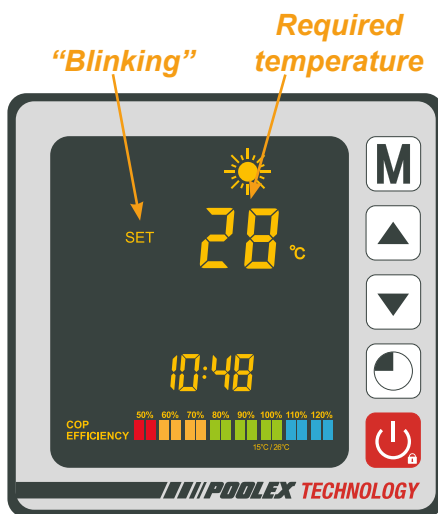 Required
“Blinking” temperature
M
28 °C
SET
10:48
50% 60% 70% 80% 90% 100% 110% 120%
COP
EFFICIENCY
15°C / 26°C
POOLEX TECHNOLOGY